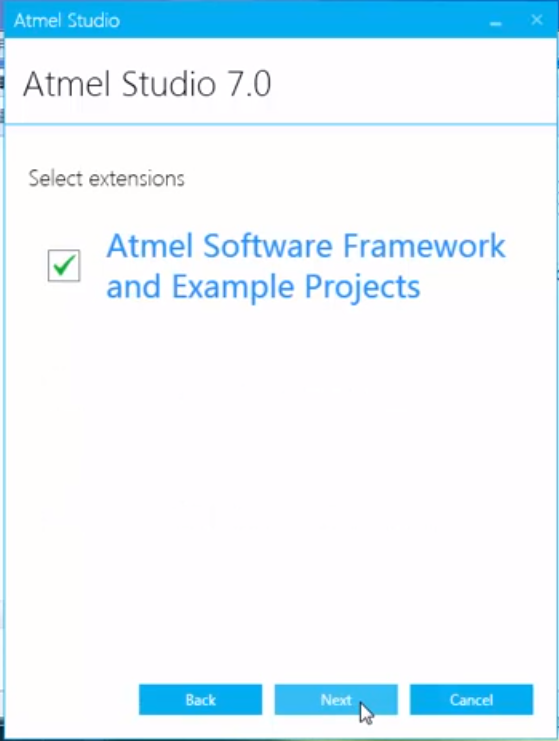 Atmel Studio
Atmel Studio 7.0
Select extensions
Atmel Software Framework
and Example Projects
Back
Next
Cancel